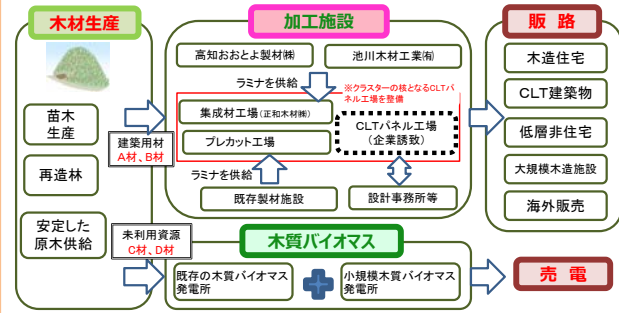 木材生産
苗木
生産
再造林
安定した
原木供給
建築用材
A材、B材
未利用資源
C材、D材
加工施設
高知おおとよ製材㈱
池川木材工業㈲
ラミナを供給
※クラスターの核となるCLTパ
ネル工場を整備
集成材工場(正和木材㈱)
プレカット工場
CLTパネル工場
(企業誘致)
ラミナを供給
既存製材施設
設計事務所等
木質バイオマス
既存の木質バイオマス
発電所
小規模木質バイオマス
発電所
販 路
木造住宅
CLT建築物
低層非住宅
大規模木造施設
海外販売
売 電